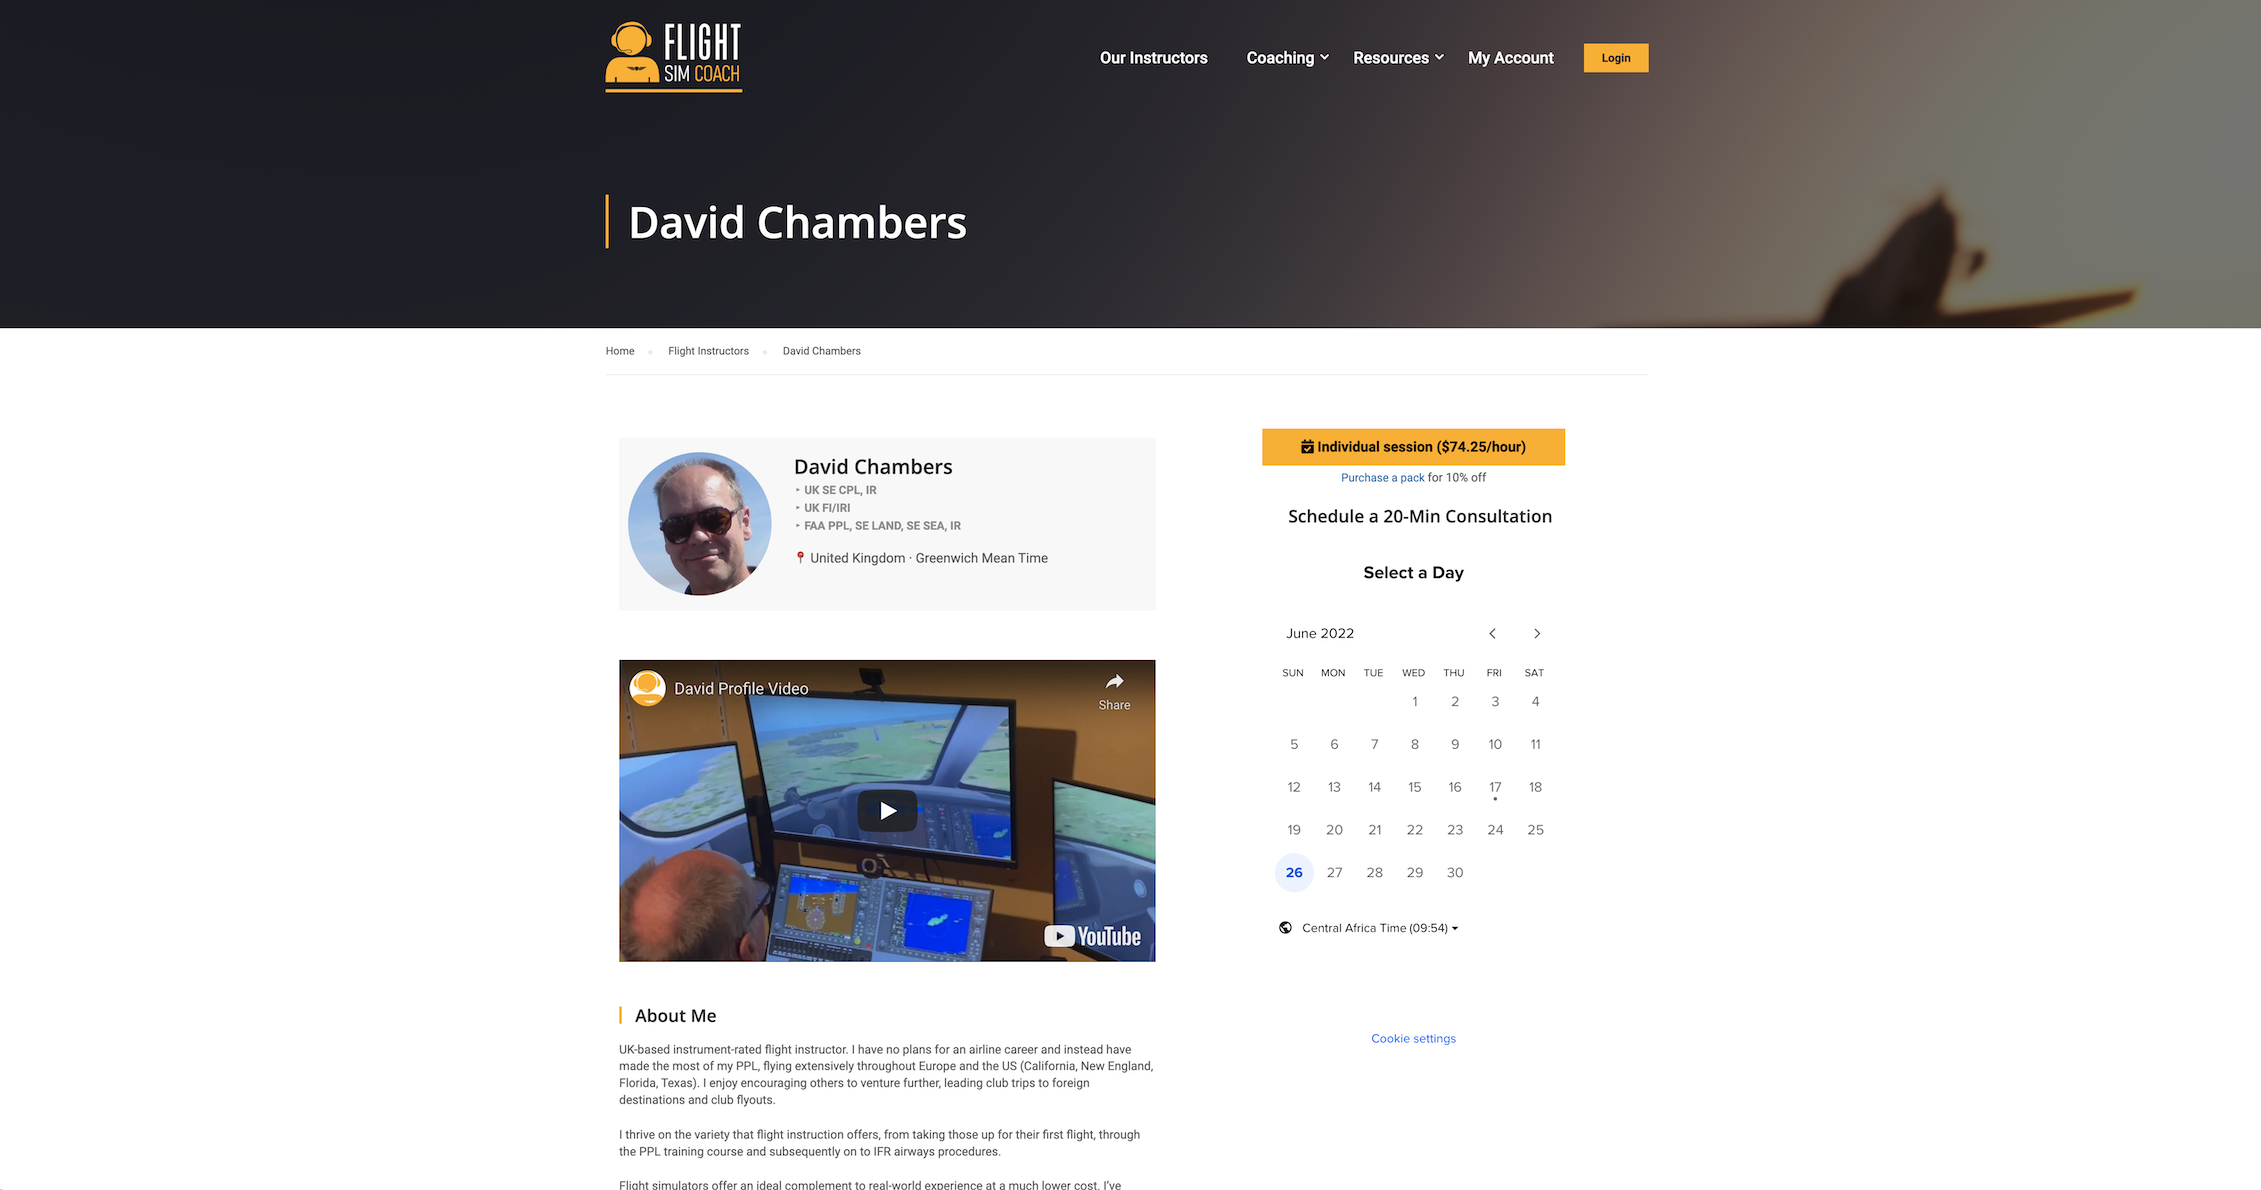 FLIGHT
SIM COACH
Our Instructors
Coaching
Resources
My Account
Login
David Chambers
Home
Flight Instructors
David Chambers
David Chambers
UK SE CPL, IR
UK FI/IRI
FAA PPL, SE LAND, SE SEA, IR
United Kingdom · Greenwich Mean Time
David Profile Video
Share
YouTube
About Me
UK-based instrument-rated flight instructor. I have no plans for an airline career and instead have
made the most of my PPL, flying extensively throughout Europe and the US (California, New England,
Florida, Texas). I enjoy encouraging others to venture further, leading club trips to foreign
destinations and club flyouts.
I thrive on the variety that flight instruction offers, from taking those up for their first flight, through
the PPL training course and subsequently on to IFR airways procedures.
Flight simulators offer an ideal complement to real-world experience at a much lower cost. I've
Individual session ($74.25/hour)
Purchase a pack for 10% off
Schedule a 20-Min Consultation
Select a Day
June 2022
SUN MON TUE WED THU FRI SAT
1 2 3 4
5 6 7 8 9 10 11
12 13 14 15 16 17 18
19 20 21 22 23 24 25
26 27 28 29 30
Central Africa Time (09:54)
Cookie settings